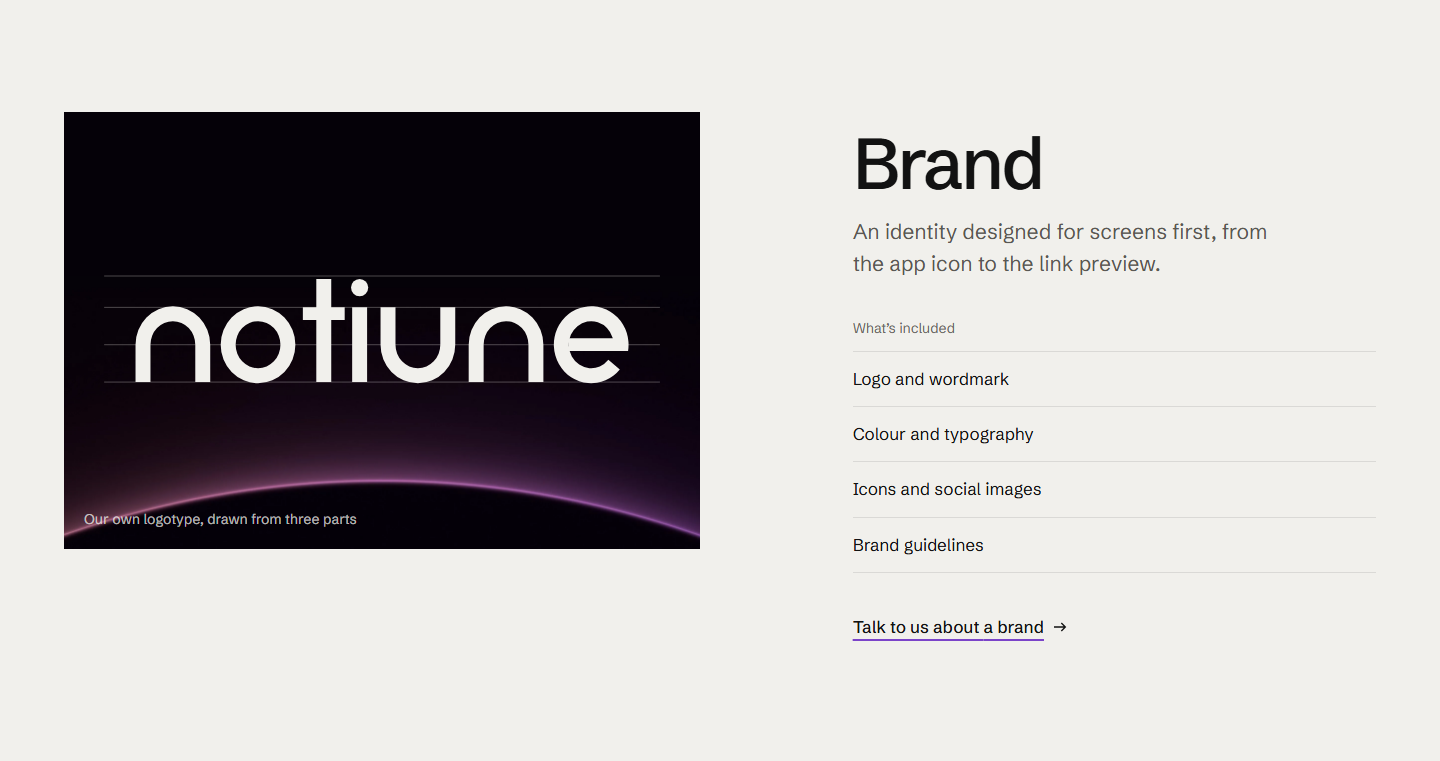 notiune
Our own logotype, drawn from three parts
Brand
An identity designed for screens first, from
the app icon to the link preview.
What's included
Logo and wordmark
Colour and typography
Icons and social images
Brand guidelines
Talk to us about a brand →